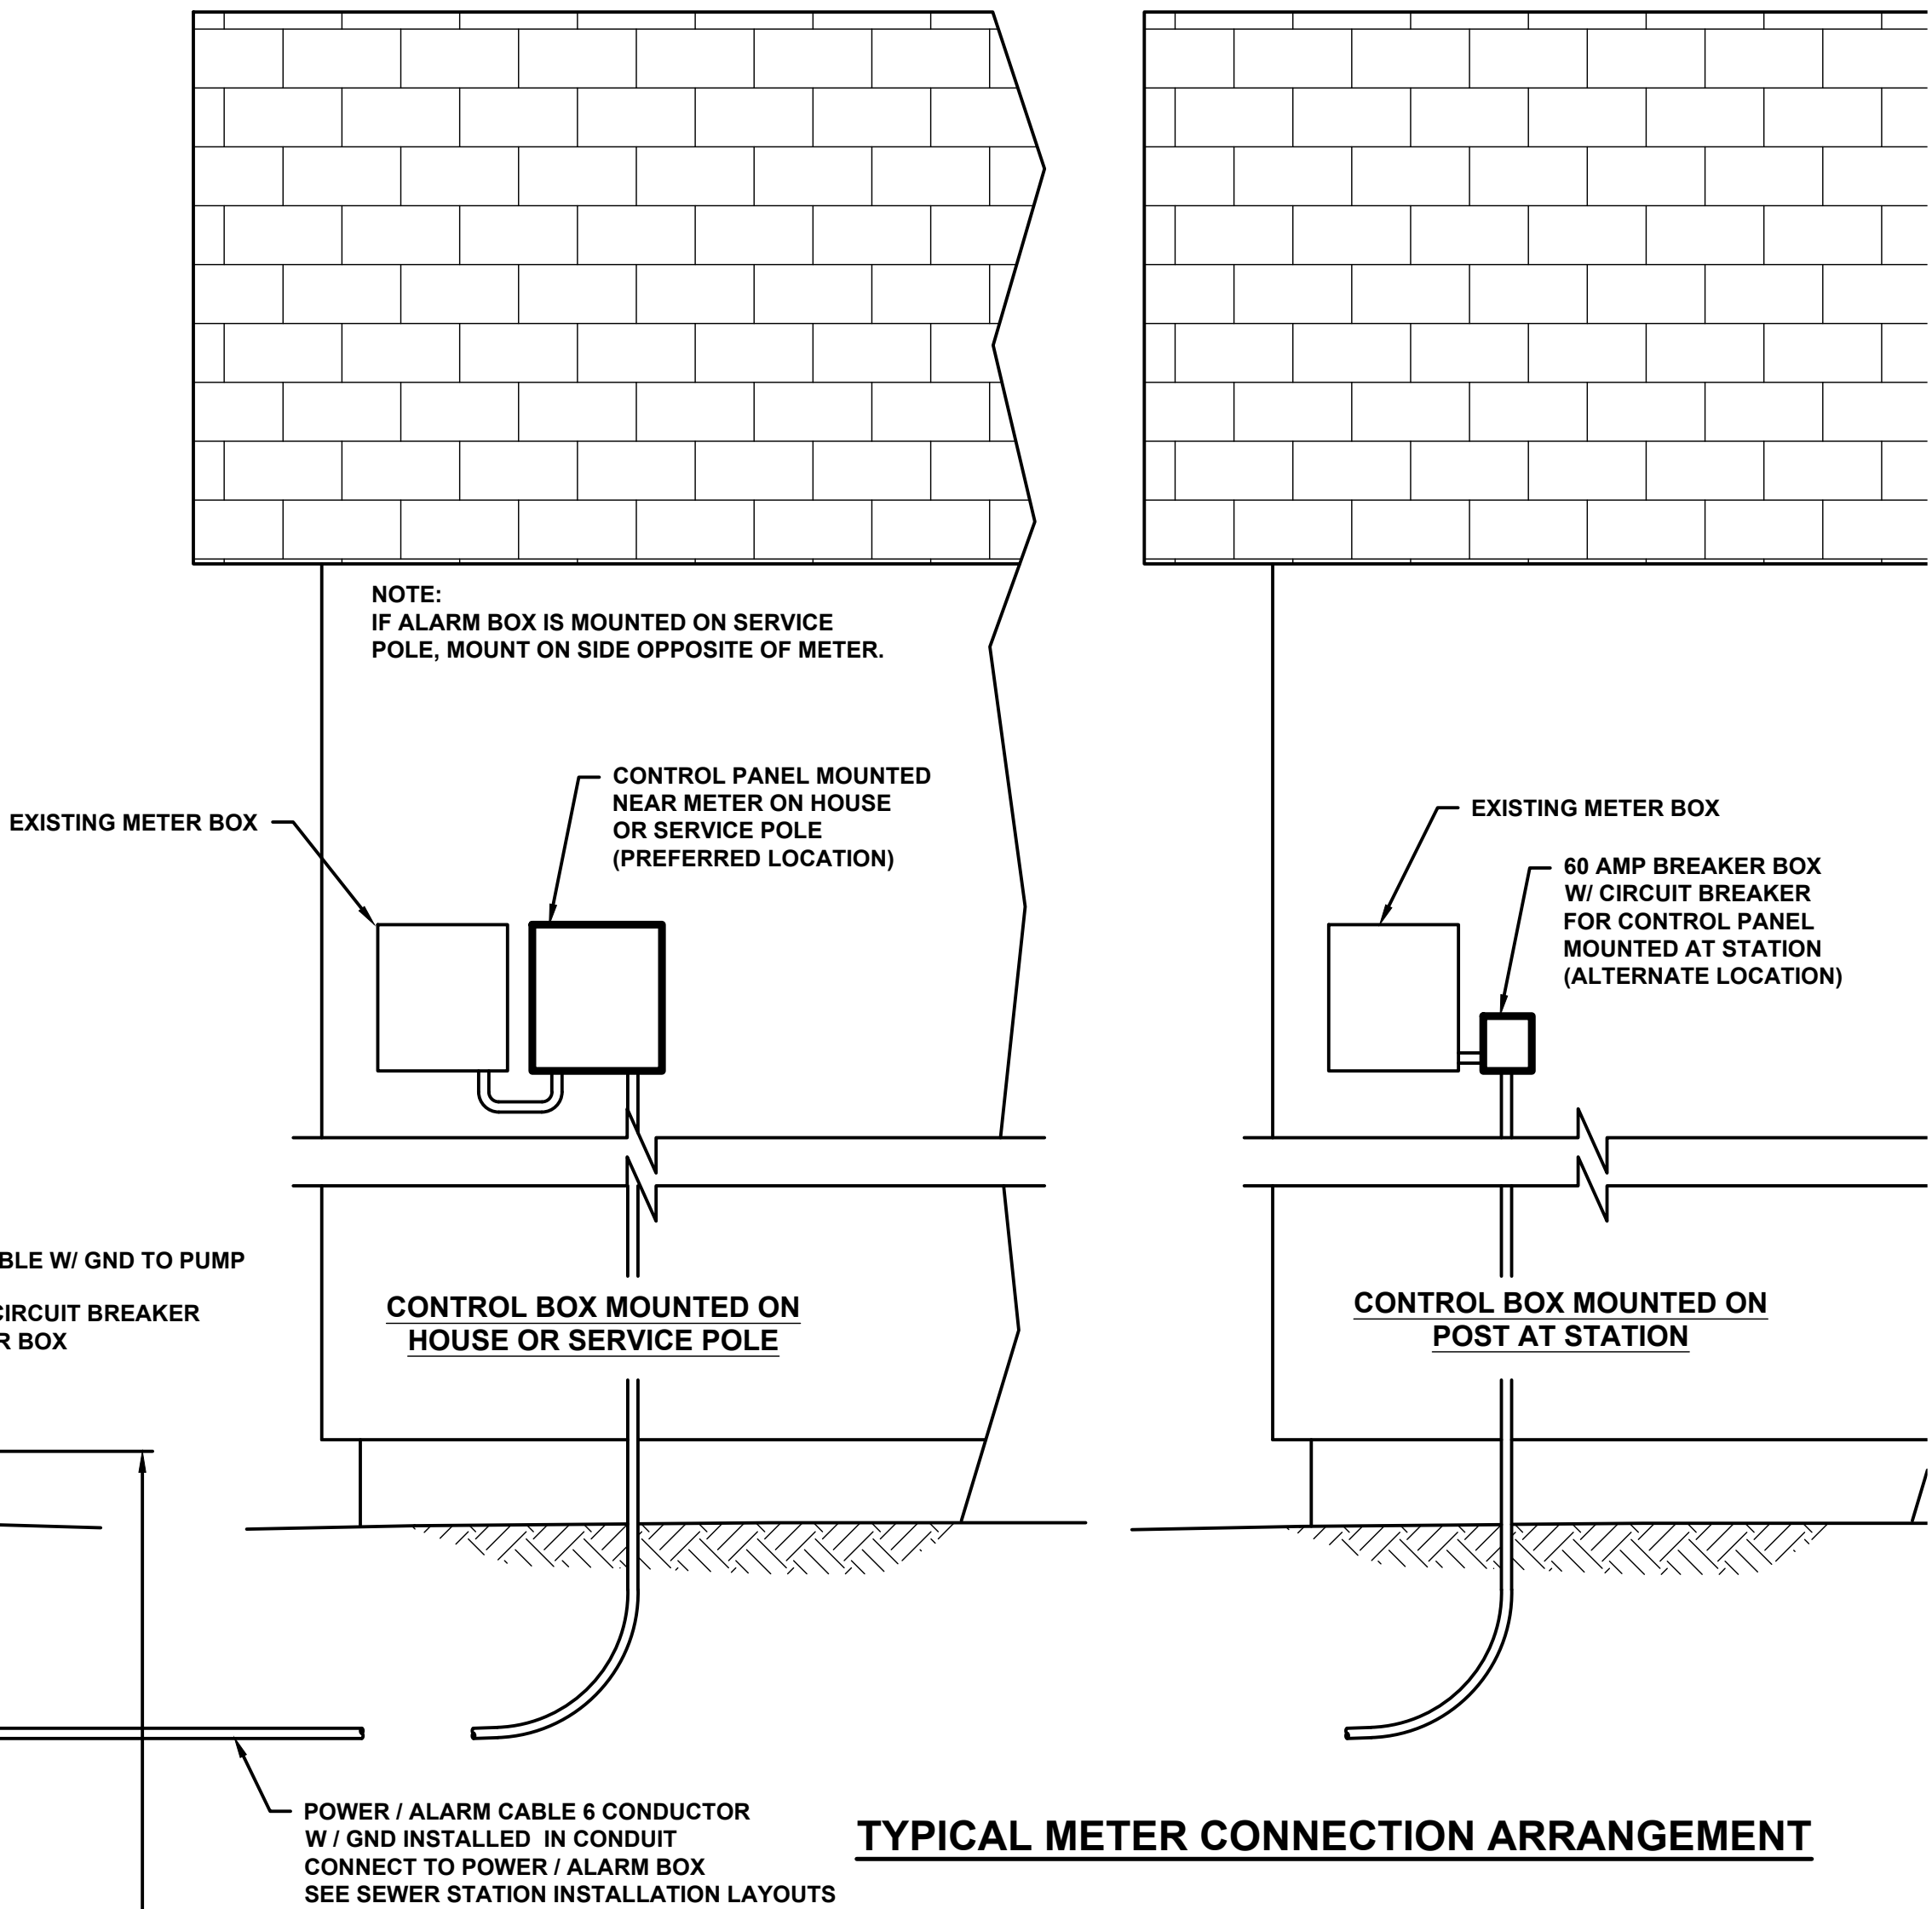 NOTE:
IF ALARM BOX IS MOUNTED ON SERVICE
POLE, MOUNT ON SIDE OPPOSITE OF METER.
EXISTING METER BOX
CONTROL PANEL MOUNTED
NEAR METER ON HOUSE
OR SERVICE POLE
(PREFERRED LOCATION)
EXISTING METER BOX
60 AMP BREAKER BOX
W/ CIRCUIT BREAKER
FOR CONTROL PANEL
MOUNTED AT STATION
(ALTERNATE LOCATION)
W/ GND TO PUMP
CIRCUIT BREAKER
BOX
CONTROL BOX MOUNTED ON
HOUSE OR SERVICE POLE
CONTROL BOX MOUNTED ON
POST AT STATION
POWER / ALARM CABLE 6 CONDUCTOR
W / GND INSTALLED IN CONDUIT
CONNECT TO POWER / ALARM BOX
SEE SEWER STATION INSTALLATION LAYOUTS
TYPICAL METER CONNECTION ARRANGEMENT